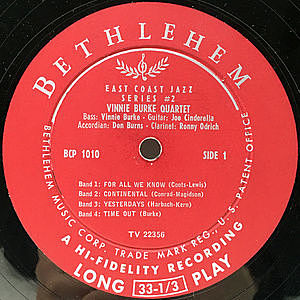 BETHLEHEM
EAST COAST JAZZ
SERIES #2
VINNIE BURKE QUARTET
Bass: Vinnie Burke - Guitar: Joe Cinderella
Accordian: Don Burns - Clarinet: Ronny Odrich
BCP 1010
SIDE 1
Band 1: FOR ALL WE KNOW (Coots-Lewis)
Band 2: CONTINENTAL (Conrad-Magidson)
Band 3: YESTERDAYS (Harbach-Kern)
Band 4: TIME OUT (Burke)
TV 22356
BETHLEHEM MUSIC CORP. TRADE MARK REG., U. S. PATENT OFFICE
A HI-FIDELITY RECORDING
LONG 33-1/3 PLAY